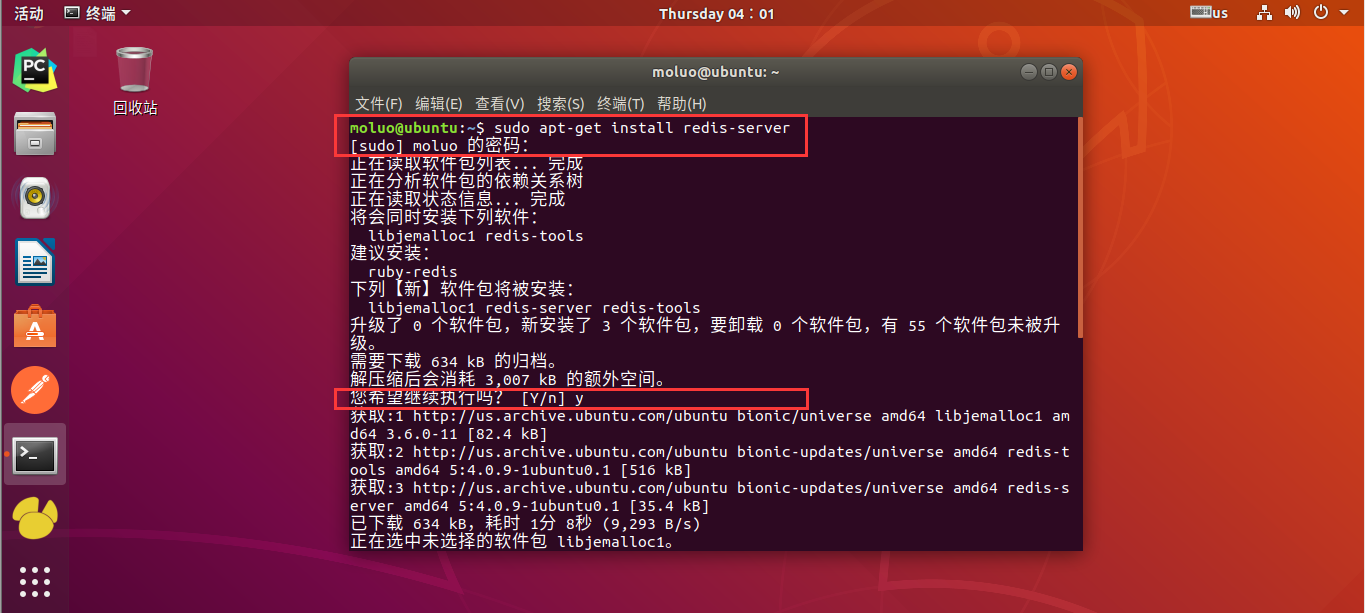 活动 终端 Thursday 04：01 us
PC
回收站
moluo@ubuntu: ~
文件(F) 编辑(E) 查看(V) 搜索(S) 终端(T) 帮助(H)
moluo@ubuntu:~$ sudo apt-get install redis-server
[sudo] moluo 的密码：
正在读取软件包列表... 完成
正在分析软件包的依赖关系树
正在读取状态信息... 完成
将会同时安装下列软件：
libjemalloc1 redis-tools
建议安装：
ruby-redis
下列【新】软件包将被安装：
libjemalloc1 redis-server redis-tools
升级了 0 个软件包，新安装了 3 个软件包，要卸载 0 个软件包，有 55 个软件包未被升
级。
需要下载 634 kB 的归档。
解压缩后会消耗 3,007 kB 的额外空间。
您希望继续执行吗？ [Y/n] y
获取:1 http://us.archive.ubuntu.com/ubuntu bionic/universe amd64 libjemalloc1 am
d64 3.6.0-11 [82.4 kB]
获取:2 http://us.archive.ubuntu.com/ubuntu bionic-updates/universe amd64 redis-t
ools amd64 5:4.0.9-1ubuntu0.1 [516 kB]
获取:3 http://us.archive.ubuntu.com/ubuntu bionic-updates/universe amd64 redis-s
erver amd64 5:4.0.9-1ubuntu0.1 [35.4 kB]
已下载 634 kB，耗时 1分 8秒 (9,293 B/s)
正在选中未选择的软件包 libjemalloc1。